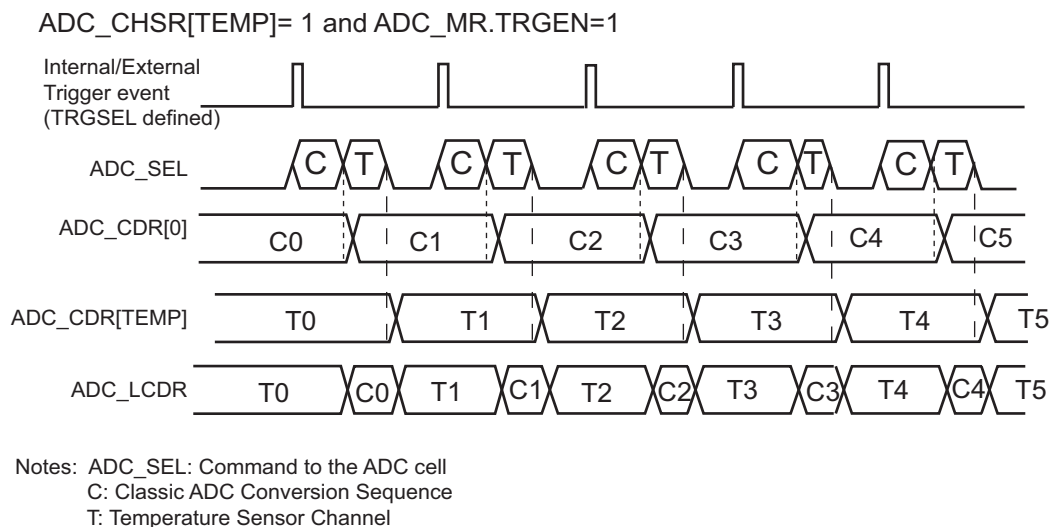 ADC_CHSR[TEMP]= 1 and ADC_MR.TRGEN=1
Internal/External
Trigger event
(TRGSEL defined)
ADC_SEL C T C T C T C T C T
ADC_CDR[0] C0 C1 C2 C3 C4 C5
ADC_CDR[TEMP] T0 T1 T2 T3 T4 T5
ADC_LCDR T0 C0 T1 C1 T2 C2 T3 C3 T4 C4 T5
Notes: ADC_SEL: Command to the ADC cell
C: Classic ADC Conversion Sequence
T: Temperature Sensor Channel